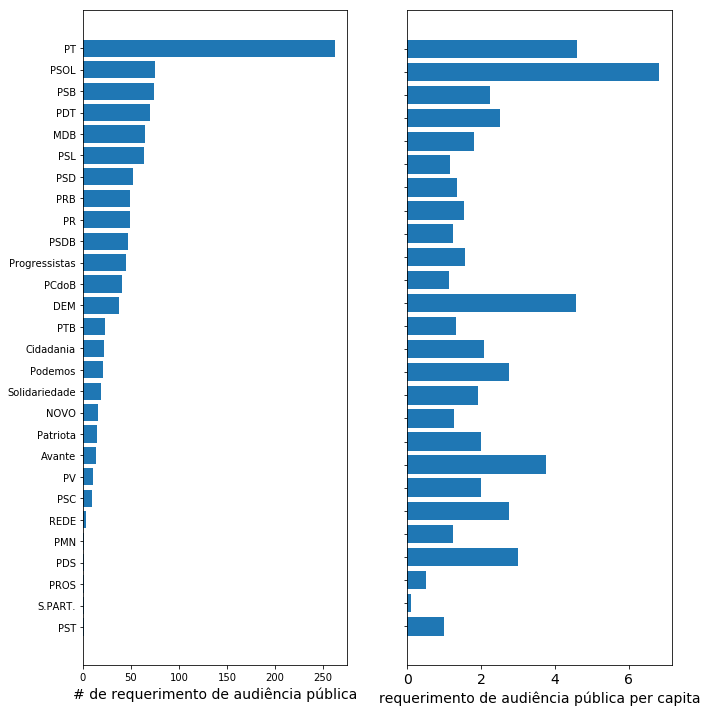 PT
PSOL
PSB
PDT
MDB
PSL
PSD
PRB
PR
PSDB
Progressistas
PCdoB
DEM
PTB
Cidadania
Podemos
Solidariedade
NOVO
Patriota
Avante
PV
PSC
REDE
PMN
PDS
PROS
S.PART.
PST
0 50 100 150 200 250
# de requerimento de audiência pública
0 2 4 6
requerimento de audiência pública per capita